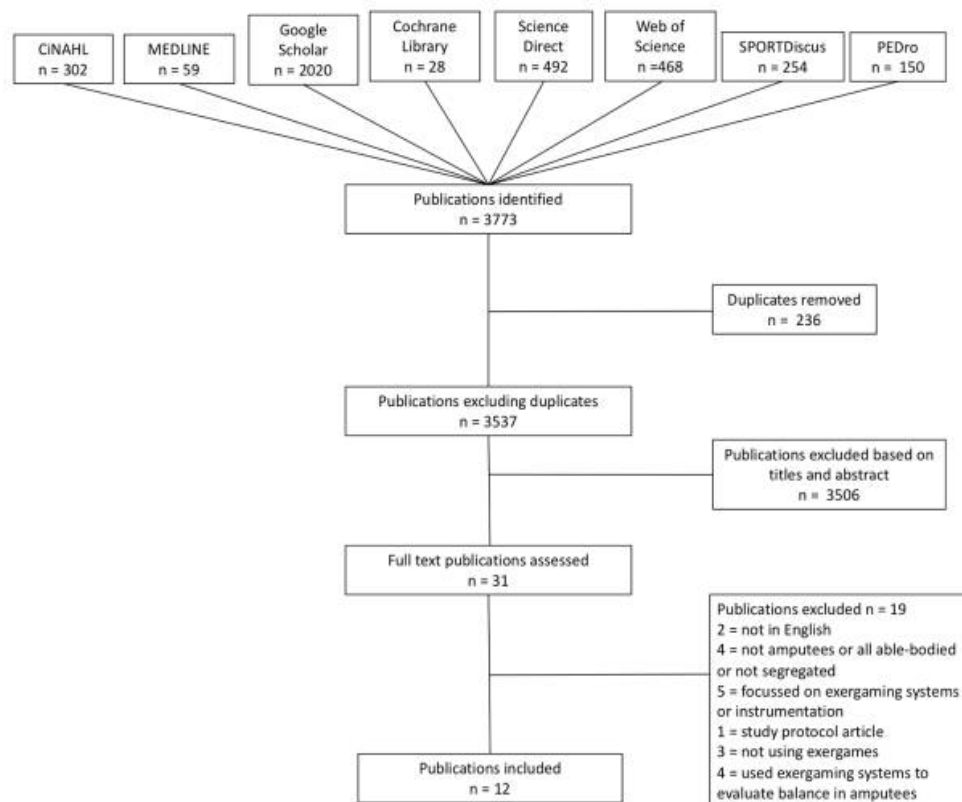 CiNAHL
n = 302
MEDLINE
n = 59
Google
Scholar
n = 2020
Cochrane
Library
n = 28
Science
Direct
n = 492
Web of
Science
n =468
SPORTDiscus
n = 254
PEDro
n = 150
Publications identified
n = 3773
Duplicates removed
n = 236
Publications excluding duplicates
n = 3537
Publications excluded based on
titles and abstract
n = 3506
Full text publications assessed
n = 31
Publications excluded n = 19
2 = not in English
4 = not amputees or all able-bodied
or not segregated
5 = focussed on exergaming systems
or instrumentation
1 = study protocol article
3 = not using exergames
4 = used exergaming systems to
evaluate balance in amputees
Publications included
n = 12